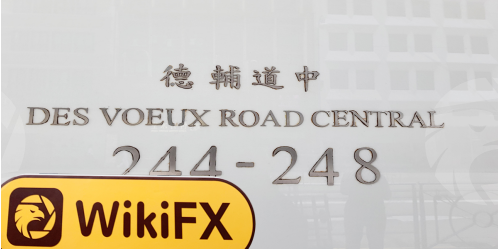 德輔道中
DES VOEUX ROAD CENTRAL
244-248
WikiFX